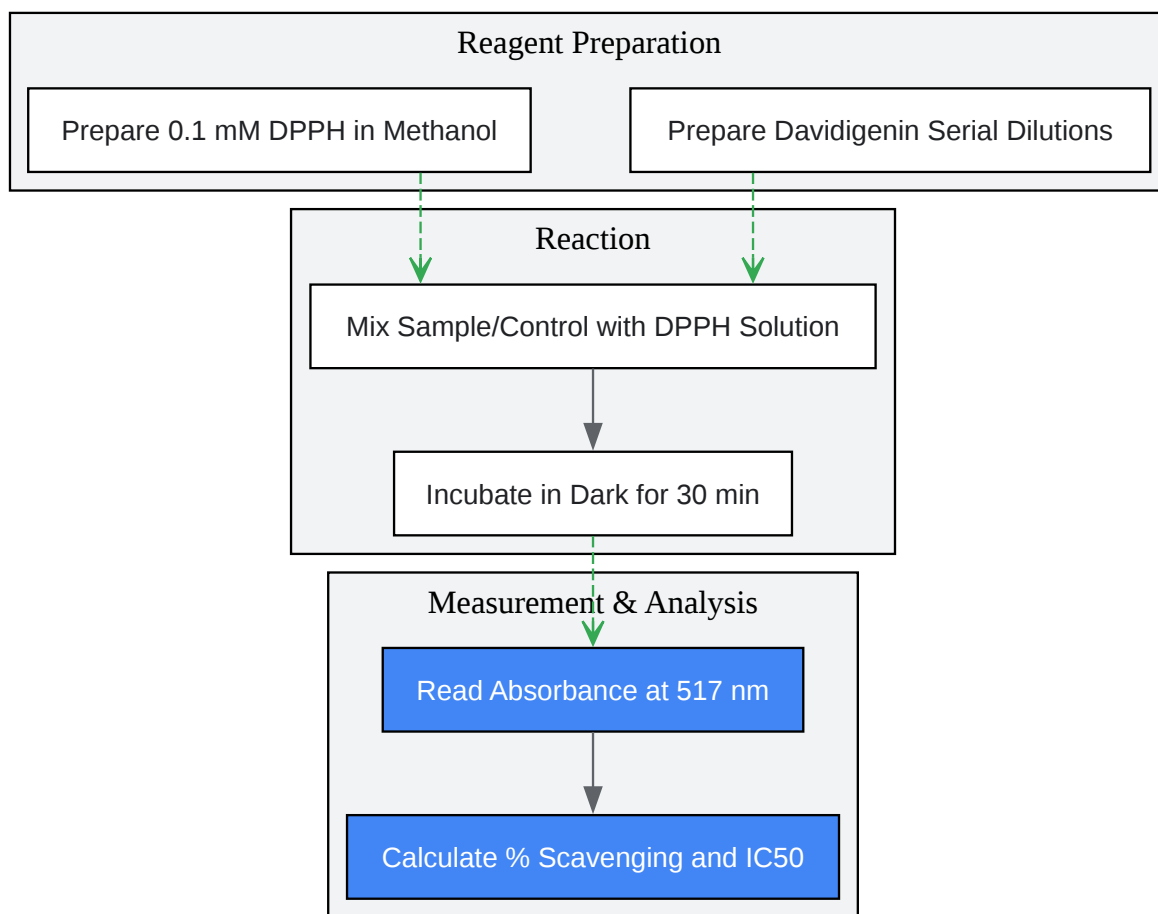 Reagent Preparation
Prepare 0.1 mM DPPH in Methanol
Prepare Davidigenin Serial Dilutions
Reaction
Mix Sample/Control with DPPH Solution
Incubate in Dark for 30 min
Measurement & Analysis
Read Absorbance at 517 nm
Calculate % Scavenging and IC50